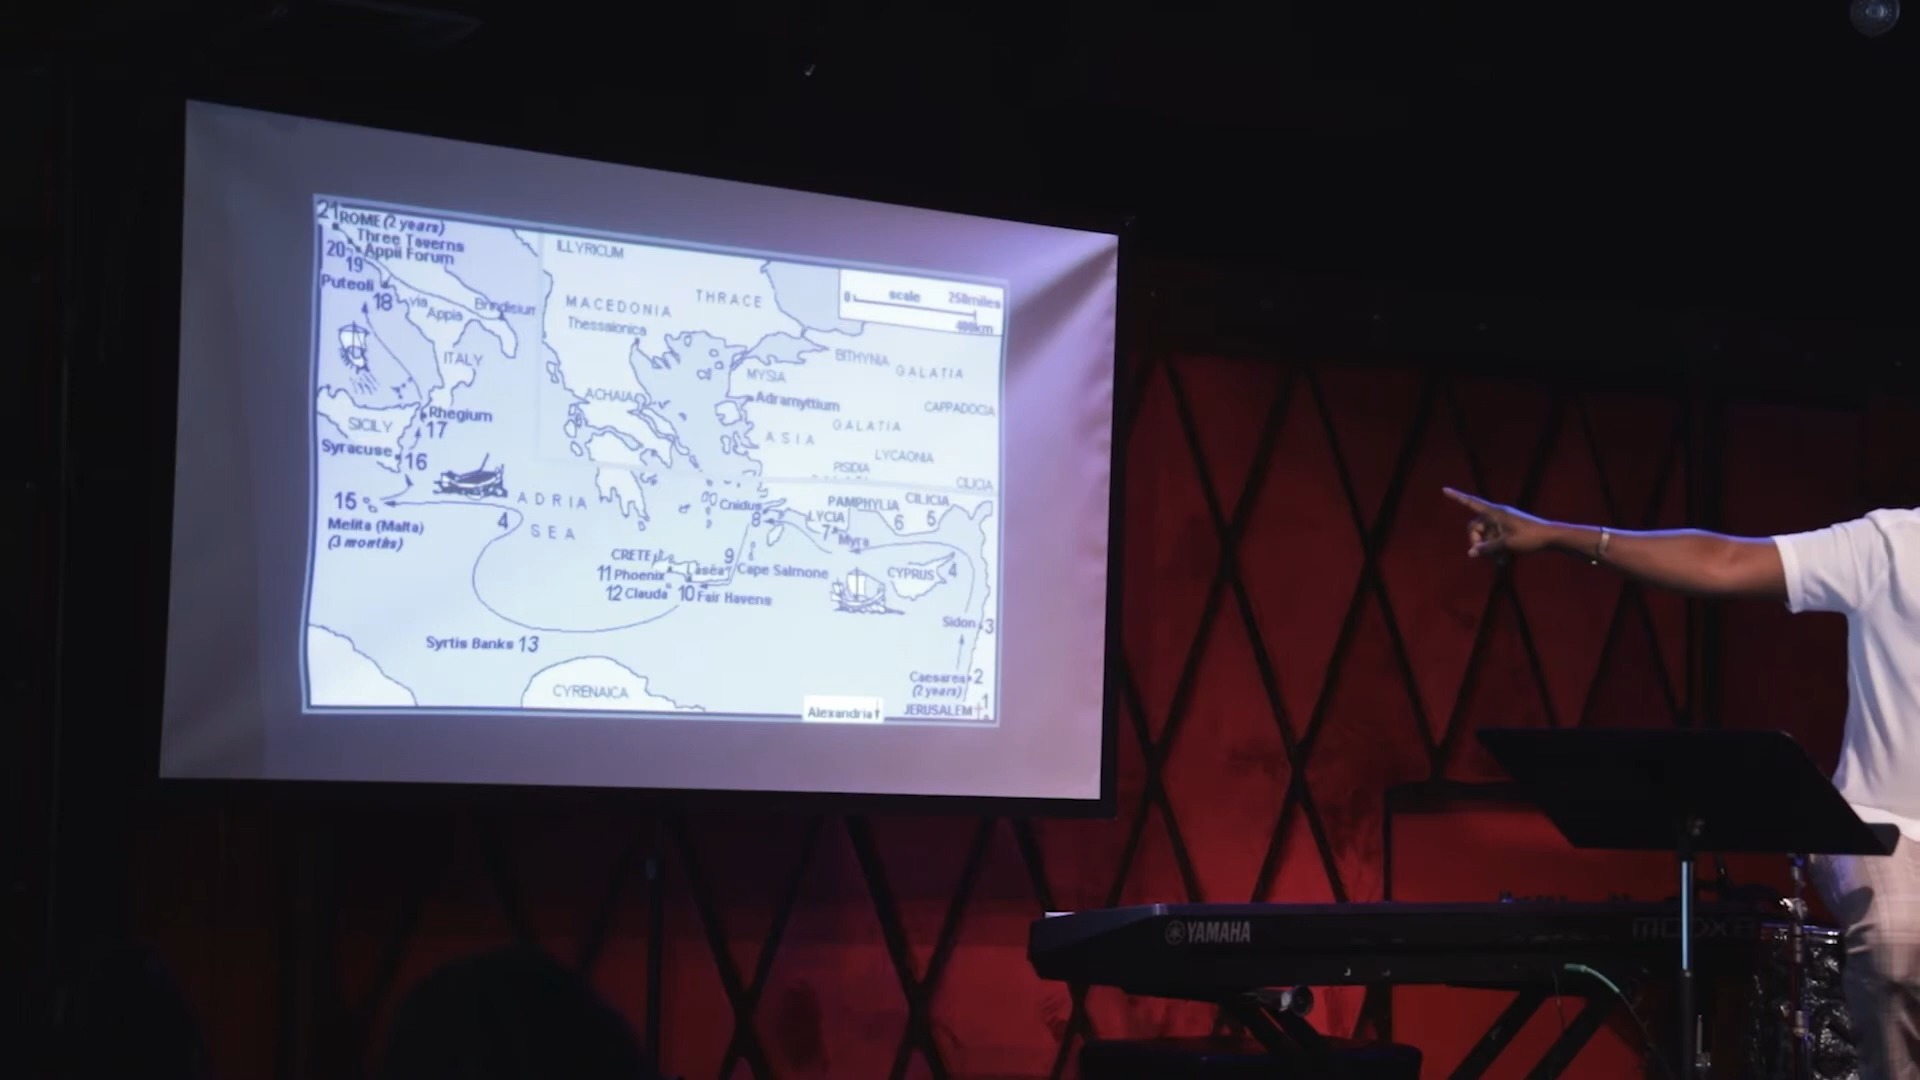 21 ROME (2 years)
Three Taverns
20 Appii Forum
19
Puteoli
18 via
Appia
Brindisium
ITALY
ILLYRICUM
MACEDONIA
Thessalonica
THRACE
0 scale 250miles
400km
BITHYNIA
GALATIA
MYSIA
Adramyttium
CAPPADOCIA
ACHAIA
GALATIA
ASIA
LYCAONIA
PISIDIA
CILICIA
Rhegium
17
SICILY
Syracuse
16
15
Melita (Malta)
(3 months)
4
ADRIA
SEA
Cnidus
8
PAMPHYLIA
CILICIA
LYCIA
6
5
7
Myra
CRETE
9
Lasea
Cape Salmone
11 Phoenix
12 Clauda
10 Fair Havens
CYPRUS
4
Sidon 3
Syrtis Banks 13
CYRENAICA
Caesarea 2
(2 years)
1
JERUSALEM
Alexandria
YAMAHA